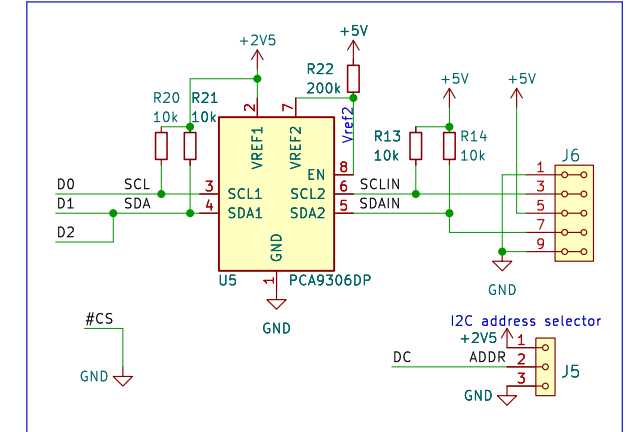 +5V
+2V5
R22
200k
+5V
+5V
R20
R21
10k
10k
2
7
Vref2
VREF1
VREF2
R13
R14
10k
10k
J6
EN
8
1
D0
SCL
3
SCL1
SCL2
6
SCLIN
3
D1
SDA
4
SDA1
SDA2
5
SDAIN
5
D2
7
GND
9
1
U5
PCA9306DP
GND
GND
#CS
I2C address selector
+2V5
1
DC
ADDR
2
J5
GND
3
GND